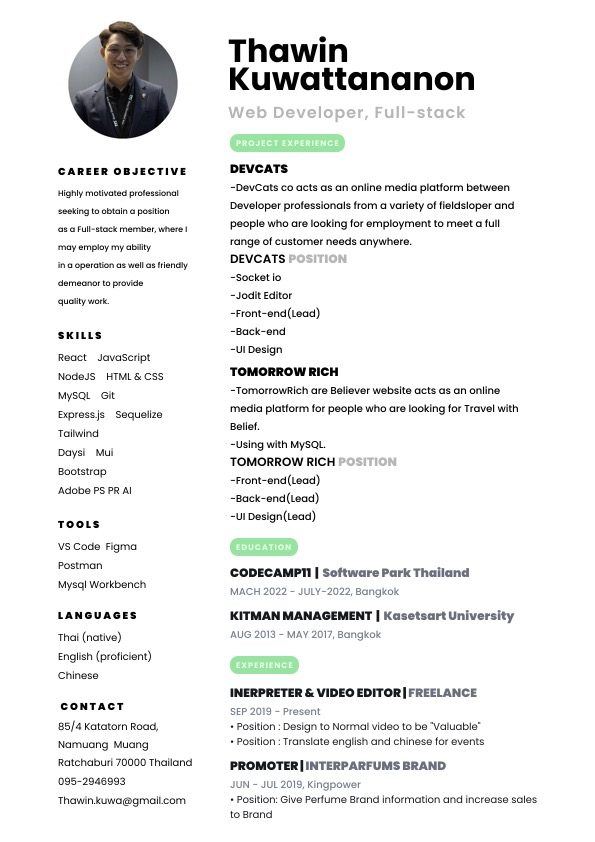 Thawin
Kuwattananon
Web Developer, Full-stack
CAREER OBJECTIVE
Highly motivated professional
seeking to obtain a position
as a Full-stack member, where I
may employ my ability
in a operation as well as friendly
demeanor to provide
quality work.
SKILLS
React JavaScript
NodeJS HTML & CSS
MySQL Git
Express.js Sequelize
Tailwind
Daysi Mui
Bootstrap
Adobe PS PR AI
TOOLS
VS Code Figma
Postman
Mysql Workbench
LANGUAGES
Thai (native)
English (proficient)
Chinese
CONTACT
85/4 Katatorn Road,
Namuang Muang
Ratchaburi 70000 Thailand
095-2946993
Thawin.kuwa@gmail.com
PROJECT EXPERIENCE
DEVCATS
-DevCats co acts as an online media platform between
Developer professionals from a variety of fieldsloper and
people who are looking for employment to meet a full
range of customer needs anywhere.
DEVCATS POSITION
-Socket io
-Jodit Editor
-Front-end(Lead)
-Back-end
-UI Design
TOMORROW RICH
-TomorrowRich are Believer website acts as an online
media platform for people who are looking for Travel with
Belief.
-Using with MySQL.
TOMORROW RICH POSITION
-Front-end(Lead)
-Back-end(Lead)
-UI Design(Lead)
EDUCATION
CODECAMP11 | Software Park Thailand
MACH 2022 - JULY-2022, Bangkok
KITMAN MANAGEMENT | Kasetsart University
AUG 2013 - MAY 2017, Bangkok
EXPERIENCE
INERPRETER & VIDEO EDITOR | FREELANCE
SEP 2019 - Present
• Position : Design to Normal video to be "Valuable"
• Position : Translate english and chinese for events
PROMOTER | INTERPARFUMS BRAND
JUN - JUL 2019, Kingpower
• Position: Give Perfume Brand information and increase sales
to Brand